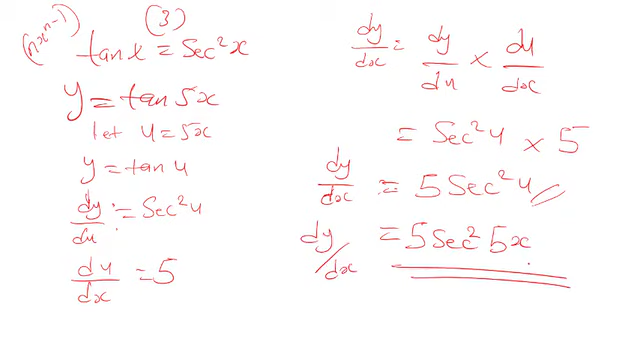 (nxⁿ⁻¹)
(3)
tan x = Sec²x
y = tan 5x
let u = 5x
y = tan u
dy/du = Sec²u
du/dx = 5
dy/dx = dy/du × du/dx
= Sec²u × 5
dy/dx = 5 Sec²u
dy/dx = 5 Sec² 5x